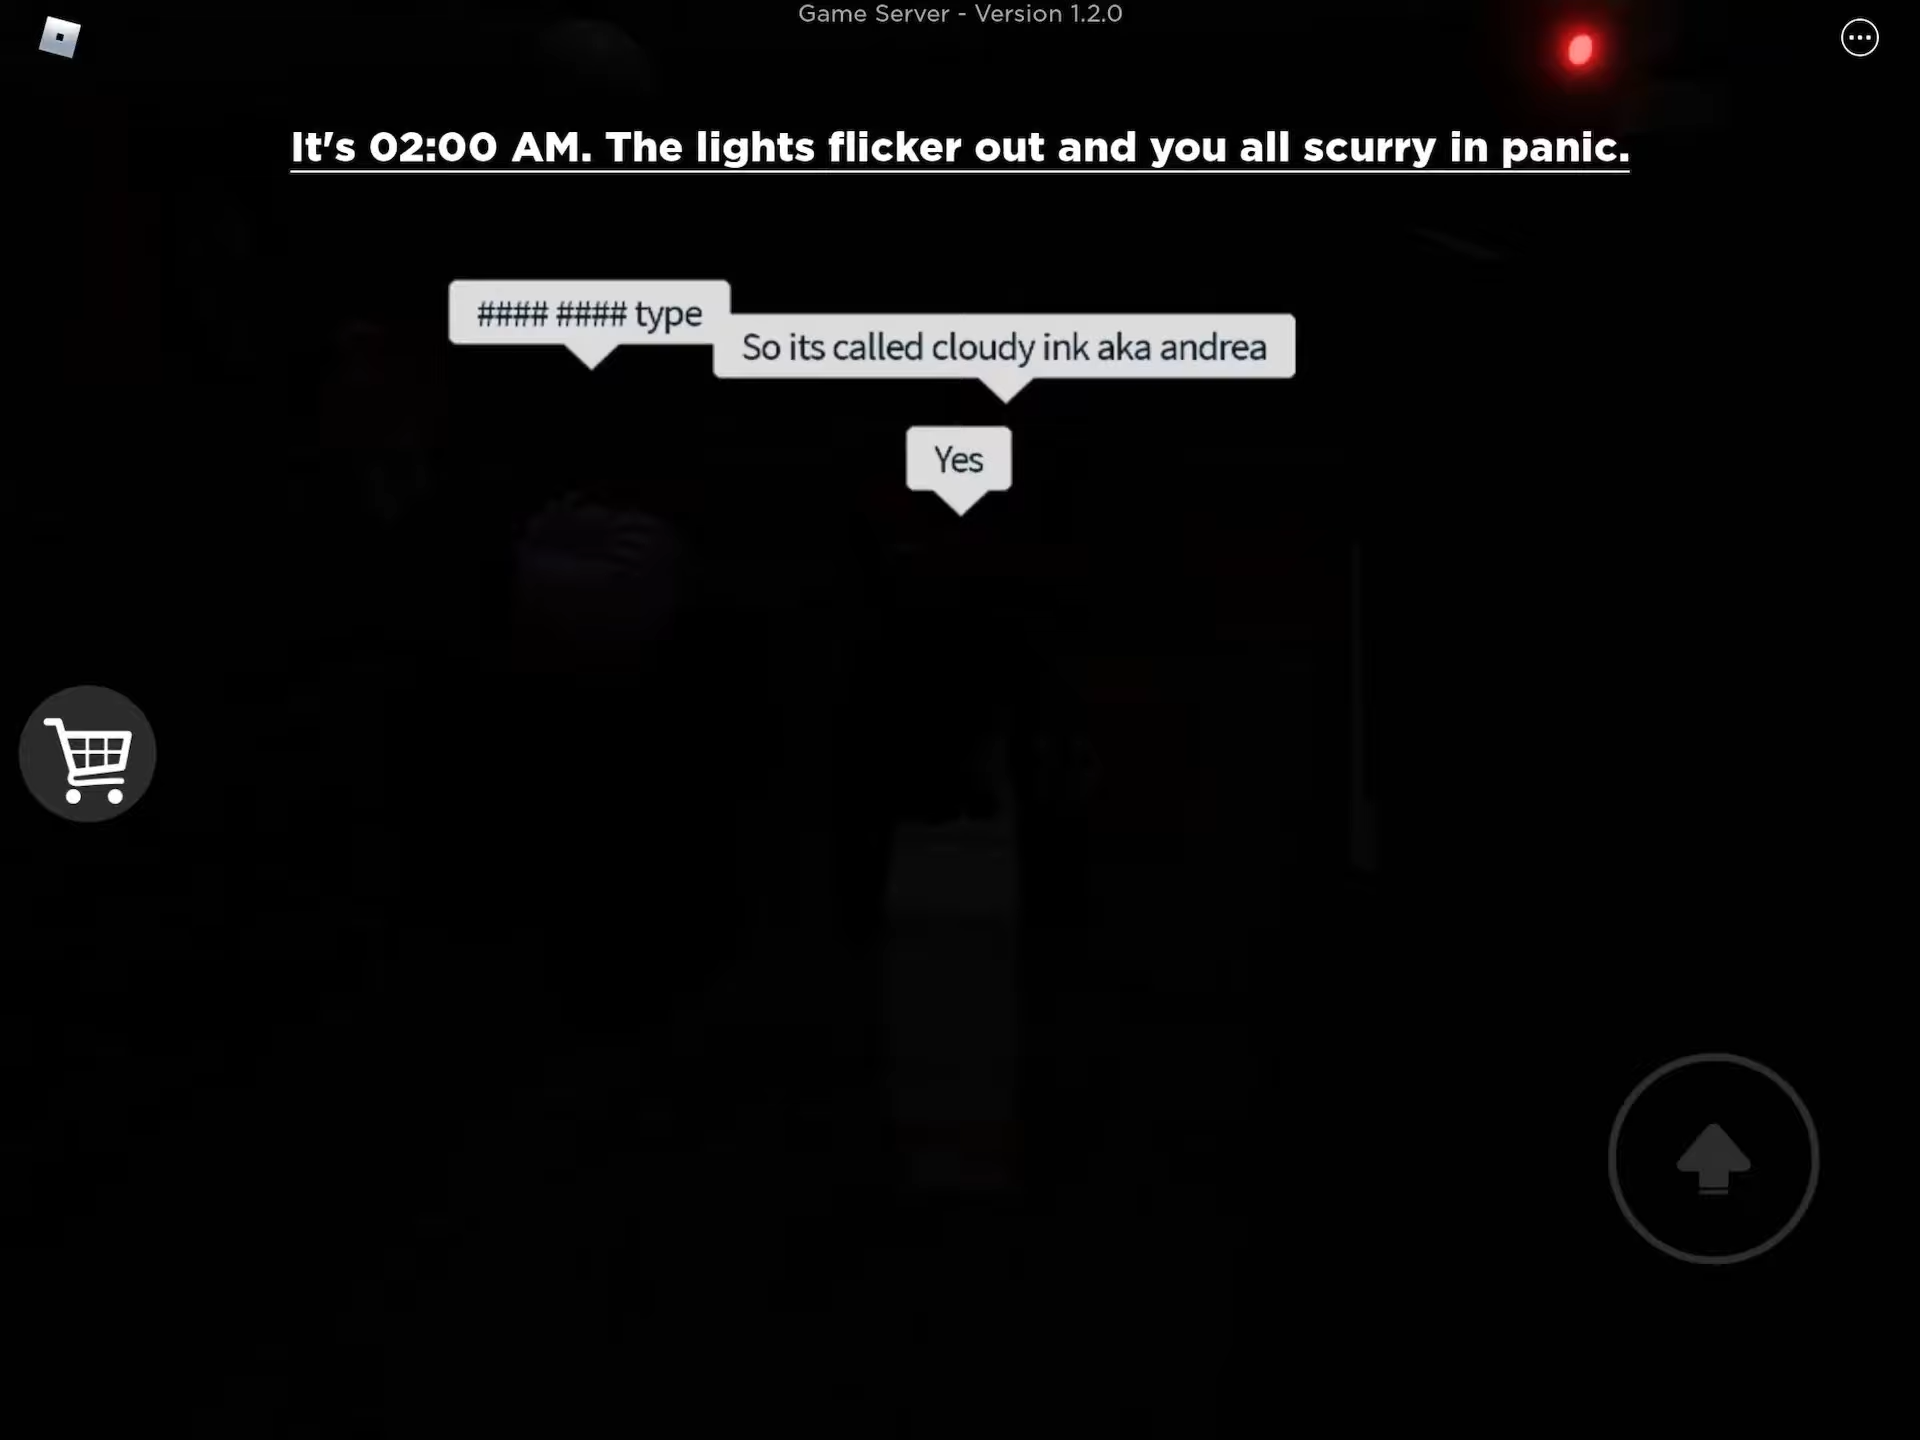 Game Server - Version 1.2.0
It's 02:00 AM. The lights flicker out and you all scurry in panic.
#### #### type
So its called cloudy ink aka andrea
Yes